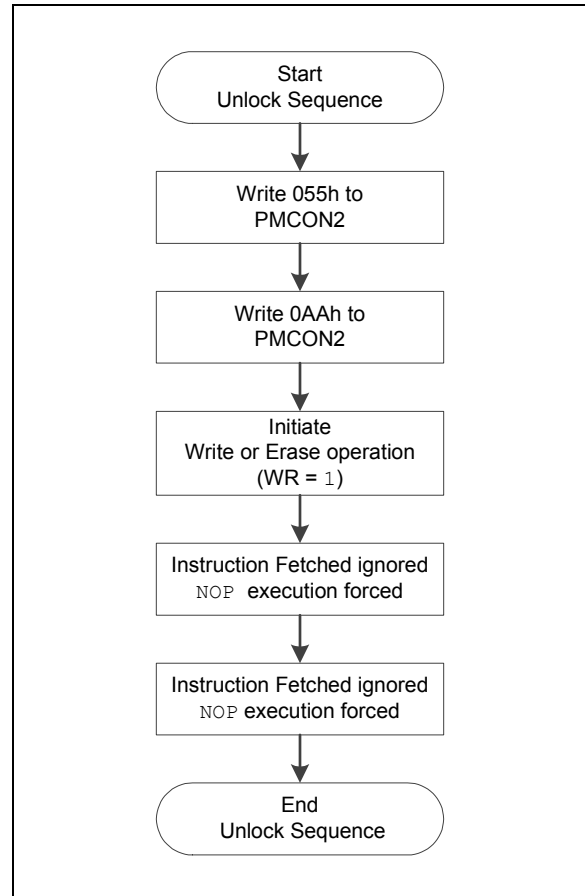 Start
Unlock Sequence
Write 055h to
PMCON2
Write 0AAh to
PMCON2
Initiate
Write or Erase operation
(WR = 1)
Instruction Fetched ignored
NOP execution forced
Instruction Fetched ignored
NOP execution forced
End
Unlock Sequence